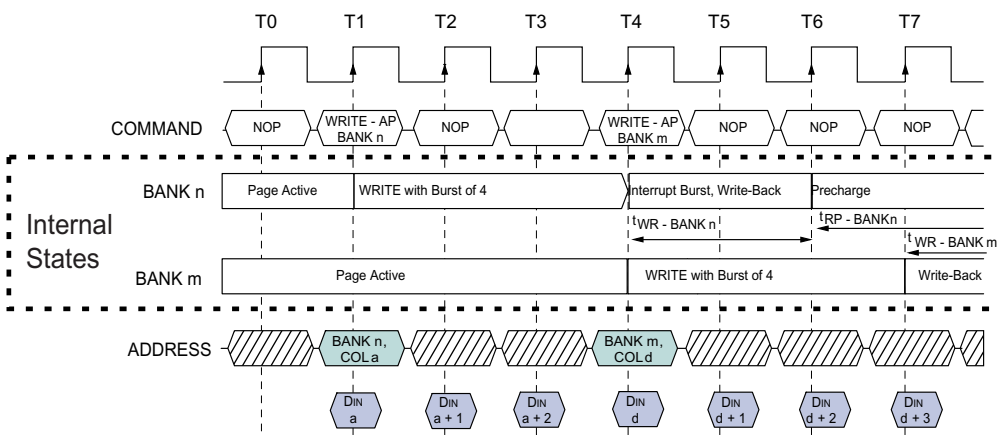 T0 T1 T2 T3 T4 T5 T6 T7
COMMAND
NOP
WRITE - AP
BANK n
NOP
WRITE - AP
BANK m
NOP
NOP
NOP
Internal
States
BANK n
Page Active
WRITE with Burst of 4
Interrupt Burst, Write-Back
Precharge
tWR - BANK n
tRP - BANKn
tWR - BANK m
BANK m
Page Active
WRITE with Burst of 4
Write-Back
ADDRESS
BANK n,
COL a
BANK m,
COL d
DIN
a
DIN
a + 1
DIN
a + 2
DIN
d
DIN
d + 1
DIN
d + 2
DIN
d + 3